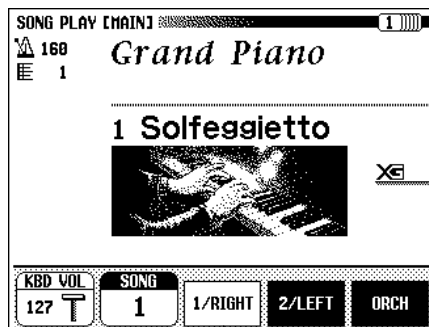 SONG PLAY [MAIN] 1
160
1
Grand Piano
1 Solfeggietto
XG
KBD VOL
127
SONG
1
1/RIGHT
2/LEFT
ORCH